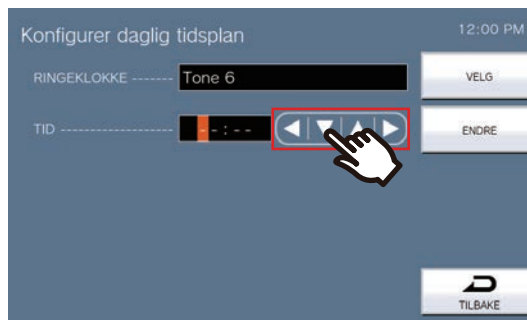 Konfigurer daglig tidsplan
12:00 PM
RINGEKLOKKE ------- Tone 6
VELG
TID ------------------ --:--
ENDRE
TILBAKE